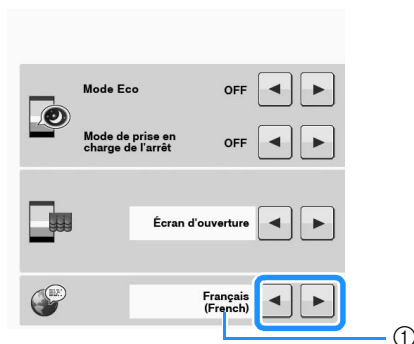 Mode Eco OFF
Mode de prise en
charge de l'arrêt OFF
Écran d'ouverture
Français
(French)
①